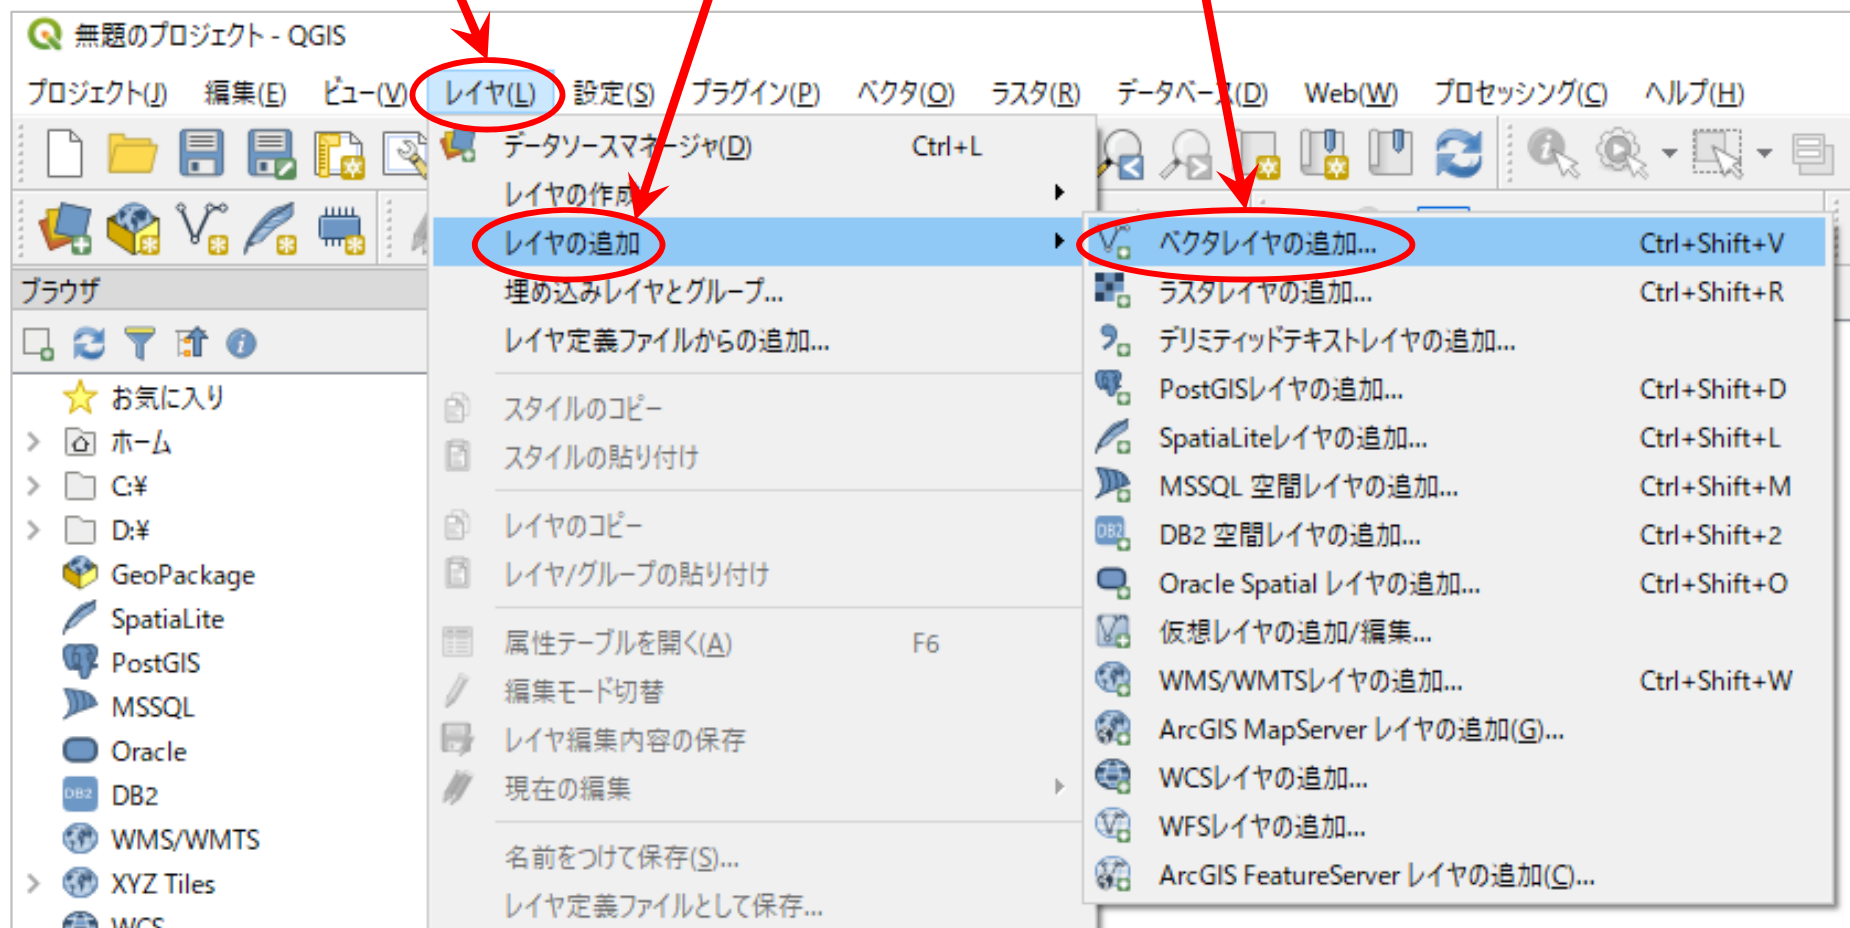 無題のプロジェクト - QGIS
プロジェクト(J) 編集(E) ビュー(V) レイヤ(L) 設定(S) プラグイン(P) ベクタ(O) ラスタ(R) データベース(D) Web(W) プロセッシング(C) ヘルプ(H)
ブラウザ
お気に入り
ホーム
C:¥
D:¥
GeoPackage
SpatiaLite
PostGIS
MSSQL
Oracle
DB2
WMS/WMTS
XYZ Tiles
WCS
データソースマネージャ(D) Ctrl+L
レイヤの作成
レイヤの追加
埋め込みレイヤとグループ...
レイヤ定義ファイルからの追加...
スタイルのコピー
スタイルの貼り付け
レイヤのコピー
レイヤ/グループの貼り付け
属性テーブルを開く(A) F6
編集モード切替
レイヤ編集内容の保存
現在の編集
名前をつけて保存(S)...
レイヤ定義ファイルとして保存...
ベクタレイヤの追加... Ctrl+Shift+V
ラスタレイヤの追加... Ctrl+Shift+R
デリミティッドテキストレイヤの追加...
PostGISレイヤの追加... Ctrl+Shift+D
SpatiaLiteレイヤの追加... Ctrl+Shift+L
MSSQL 空間レイヤの追加... Ctrl+Shift+M
DB2 空間レイヤの追加... Ctrl+Shift+2
Oracle Spatial レイヤの追加... Ctrl+Shift+O
仮想レイヤの追加/編集...
WMS/WMTSレイヤの追加... Ctrl+Shift+W
ArcGIS MapServer レイヤの追加(G)...
WCSレイヤの追加...
WFSレイヤの追加...
ArcGIS FeatureServer レイヤの追加(C)...